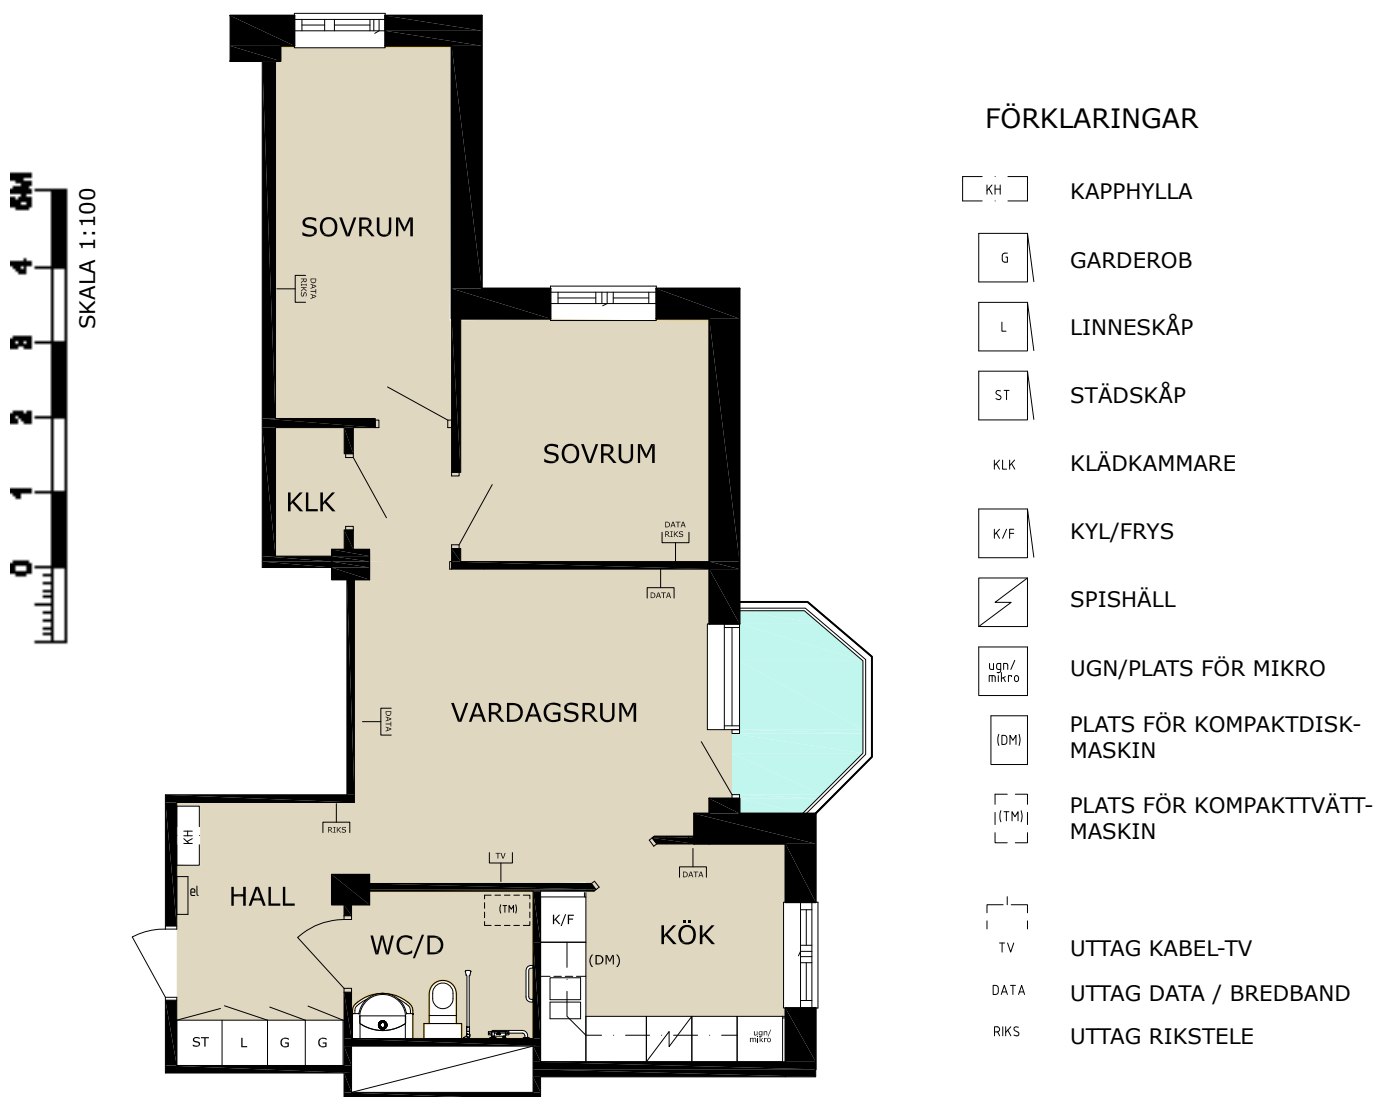 FÖRKLARINGAR
KH KAPPHYLLA
G GARDEROB
L LINNESKÅP
ST STÄDSKÅP
KLK KLÄDKAMMARE
K/F KYL/FRYS
SPISHÄLL
ugn/
mikro
UGN/PLATS FÖR MIKRO
(DM)
PLATS FÖR KOMPAKTDISK-
MASKIN
(TM)
PLATS FÖR KOMPAKTTVÄTT-
MASKIN
TV UTTAG KABEL-TV
DATA UTTAG DATA / BREDBAND
RIKS UTTAG RIKSTELE
5M
4
3
2
1
0
SKALA 1:100
SOVRUM
DATA
RIKS
SOVRUM
KLK
DATA
RIKS
DATA
VARDAGSRUM
DATA
RIKS
KH
el
HALL
TV
DATA
(TM)
WC/D
K/F
KÖK
(DM)
ST L G G
ugn/
mikro